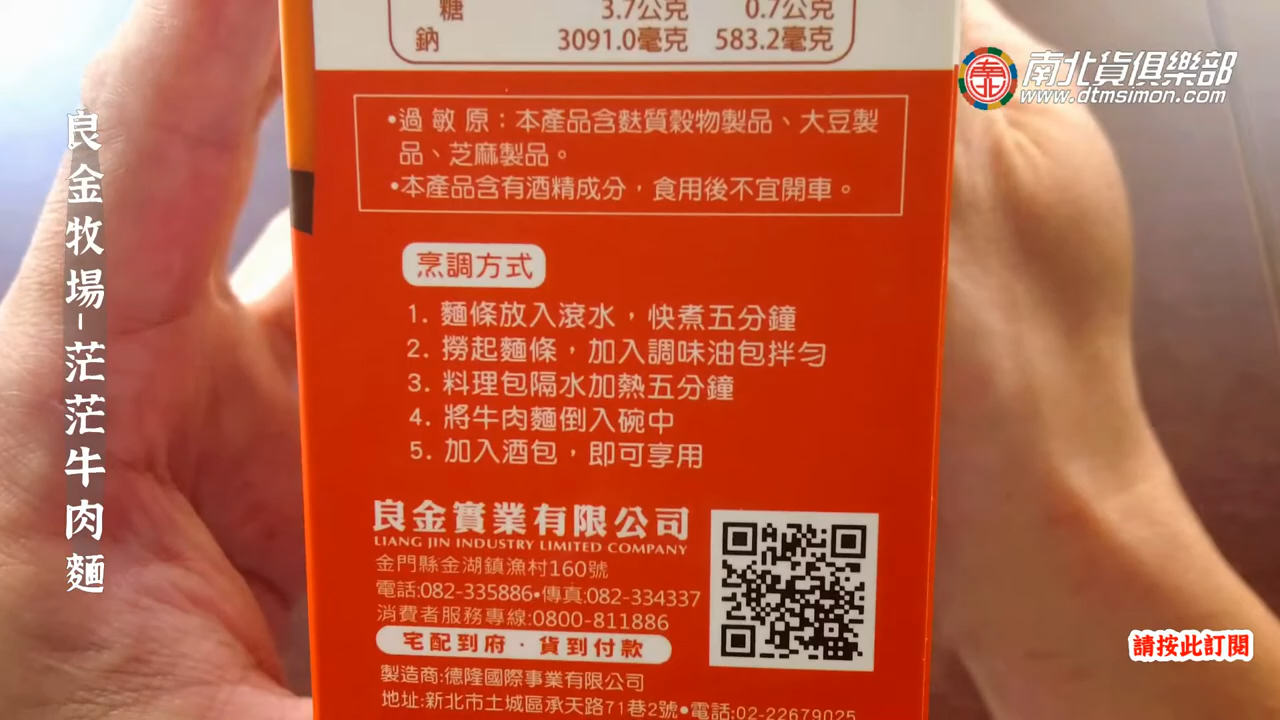 糖 3.7公克 0.7公克
鈉 3091.0毫克 583.2毫克
南北貨俱樂部
www.dtmsimon.com
良金牧場-茫茫牛肉麵
•過敏原：本產品含麩質穀物製品、大豆製
品、芝麻製品。
•本產品含有酒精成分，食用後不宜開車。
烹調方式
1. 麵條放入滾水，快煮五分鐘
2. 撈起麵條，加入調味油包拌勻
3. 料理包隔水加熱五分鐘
4. 將牛肉麵倒入碗中
5. 加入酒包，即可享用
良金實業有限公司
LIANG JIN INDUSTRY LIMITED COMPANY
金門縣金湖鎮漁村160號
電話:082-335886•傳真:082-334337
消費者服務專線:0800-811886
宅配到府·貨到付款
製造商:德隆國際事業有限公司
地址:新北市土城區承天路71巷2號•電話:02-22679025
請按此訂閱